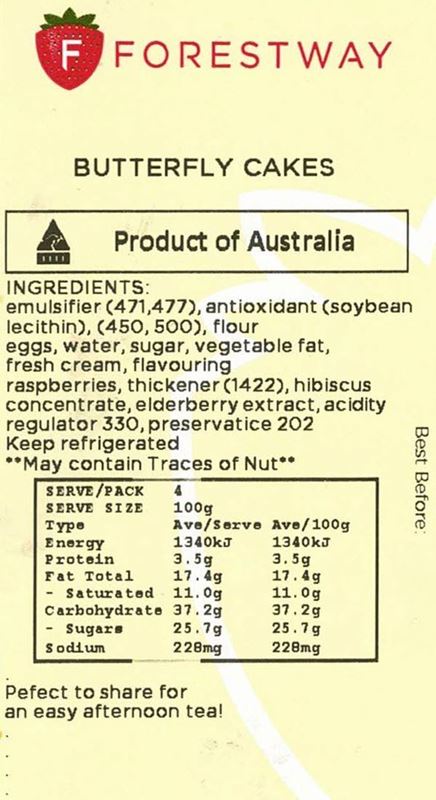 F FORESTWAY
BUTTERFLY CAKES
Product of Australia
INGREDIENTS:
emulsifier (471,477), antioxidant (soybean
lecithin), (450, 500), flour
eggs, water, sugar, vegetable fat,
fresh cream, flavouring
raspberries, thickener (1422), hibiscus
concentrate, elderberry extract, acidity
regulator 330, preservatice 202
Keep refrigerated
**May contain Traces of Nut**
Best Before:
SERVE/PACK 4
SERVE SIZE 100g
Type Ave/Serve Ave/100g
Energy 1340kJ 1340kJ
Protein 3.5g 3.5g
Fat Total 17.4g 17.4g
- Saturated 11.0g 11.0g
Carbohydrate 37.2g 37.2g
- Sugars 25.7g 25.7g
Sodium 228mg 228mg
Pefect to share for
an easy afternoon tea!